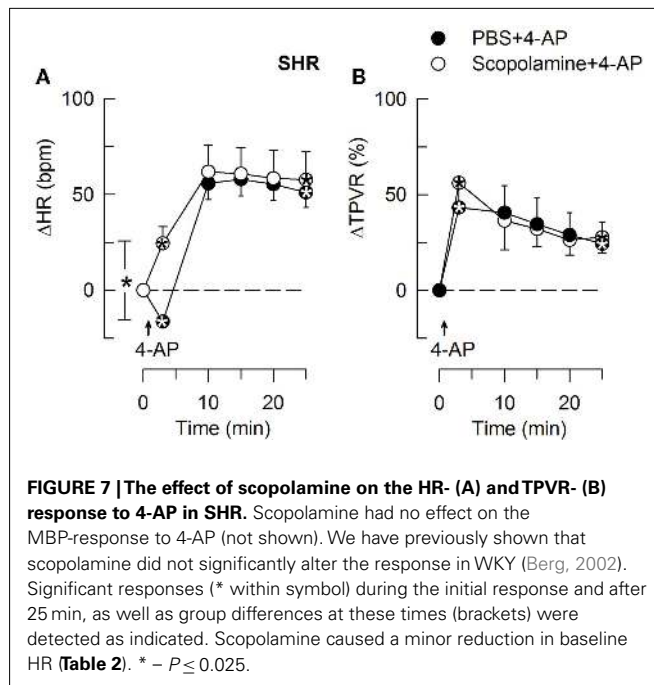 PBS+4-AP
A SHR B Scopolamine+4-AP
100 100
ΔHR (bpm) ΔTPVR (%)
50 50
*
0 0
4-AP 4-AP
0 10 20 0 10 20
Time (min) Time (min)
FIGURE 7 | The effect of scopolamine on the HR- (A) and TPVR- (B)
response to 4-AP in SHR. Scopolamine had no effect on the
MBP-response to 4-AP (not shown). We have previously shown that
scopolamine did not significantly alter the response in WKY (Berg, 2002).
Significant responses (* within symbol) during the initial response and after
25 min, as well as group differences at these times (brackets) were
detected as indicated. Scopolamine caused a minor reduction in baseline
HR (Table 2). * – P ≤ 0.025.